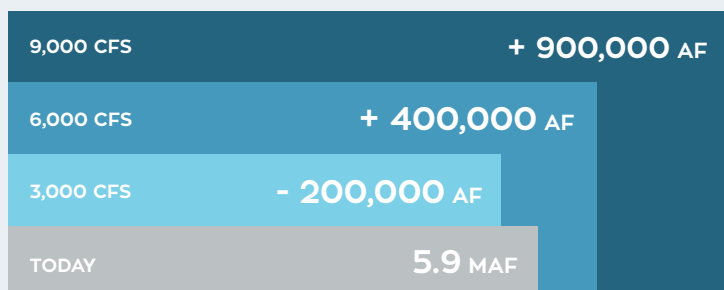 9,000 CFS + 900,000 AF
6,000 CFS + 400,000 AF
3,000 CFS - 200,000 AF
TODAY 5.9 MAF